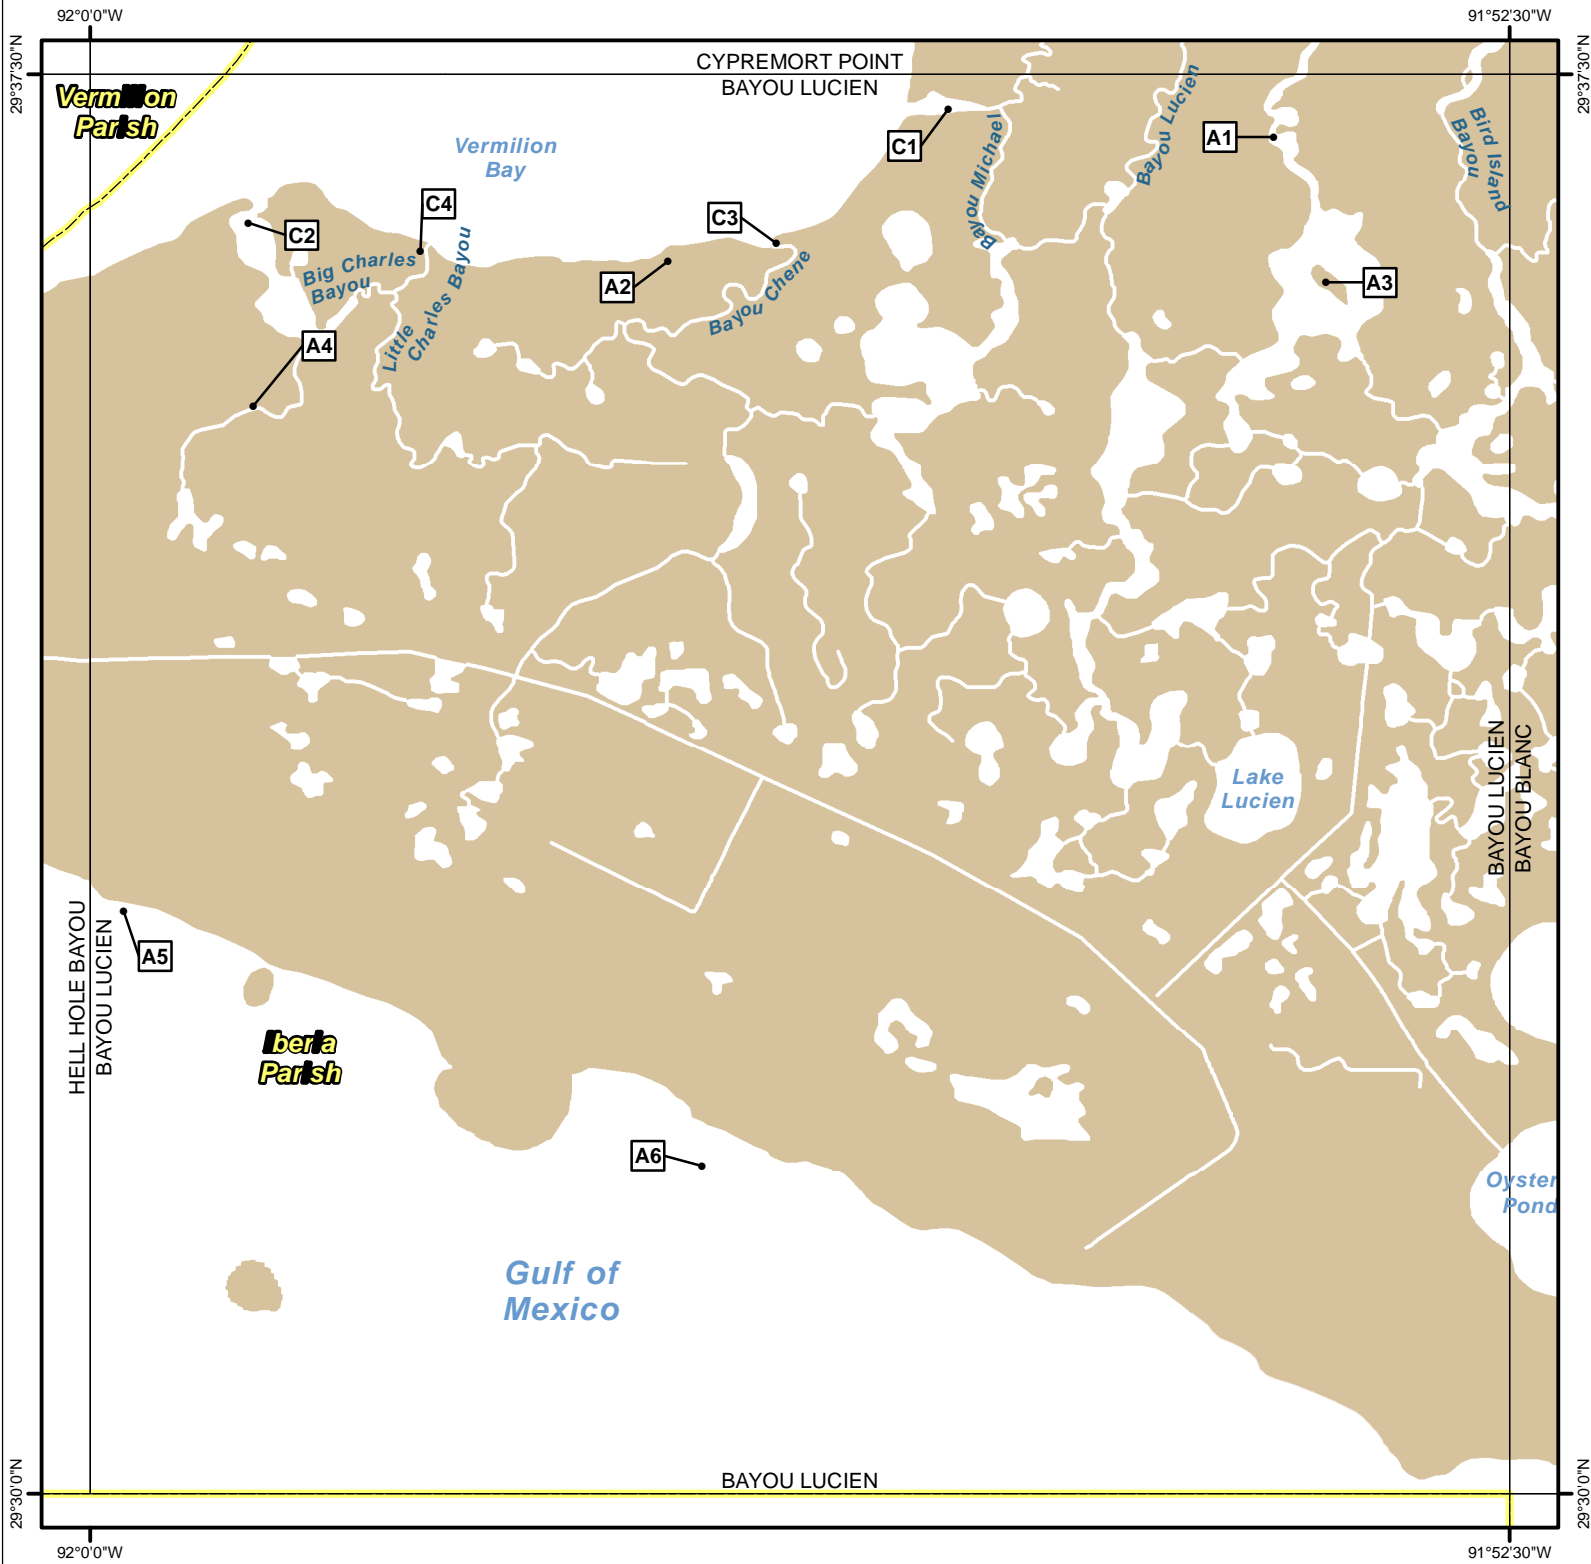 92°0'0"W
91°52'30"W
29°37'30"N
29°37'30"N
CYPREMORT POINT
BAYOU LUCIEN
Vermilion
Parish
Vermilion
Bay
C1
A1
Bayou Michael
Bayou Lucien
Bird Island
Bayou
C4
C2
C3
A2
A3
Big Charles
Bayou
Little
Charles Bayou
Bayou Chene
A4
Lake
Lucien
BAYOU LUCIEN
BAYOU BLANC
HELL HOLE BAYOU
BAYOU LUCIEN
A5
Iberia
Parish
A6
Oyster
Pond
Gulf of
Mexico
BAYOU LUCIEN
29°30'0"N
29°30'0"N
92°0'0"W
91°52'30"W